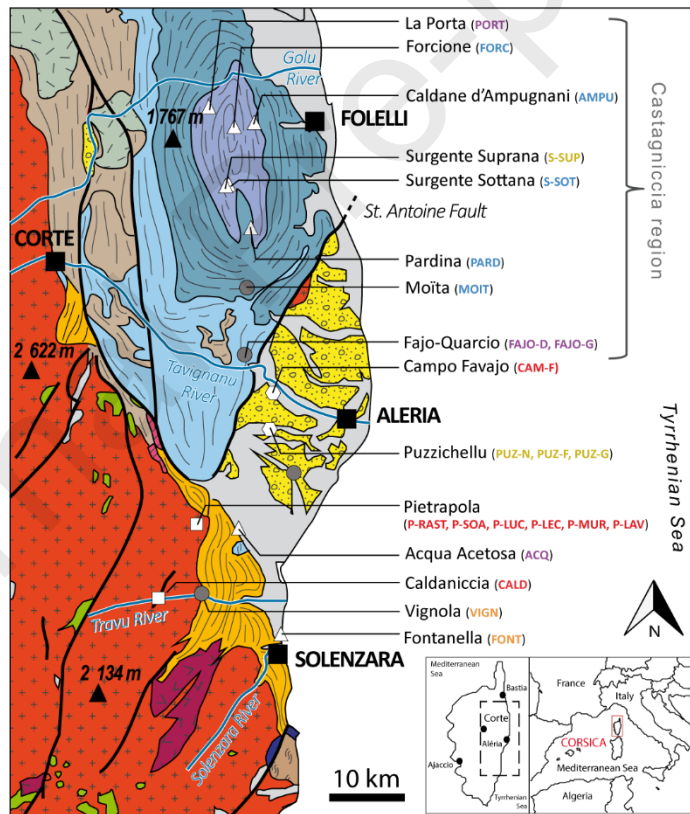 La Porta (PORT)
Forcione (FORC)
Golu
River
Caldane d’Ampugnani (AMPU)
1 767 m
FOLELLI
Surgente Suprana (S-SUP)
Surgente Sottana (S-SOT)
Castagniccia region
St. Antoine Fault
CORTE
Pardina (PARD)
Moïta (MOIT)
Fajo-Quarcio (FAJO-D, FAJO-G)
2 622 m
Tavignanu
River
Campo Favajo (CAM-F)
ALERIA
Tyrrhenian Sea
Puzzichellu (PUZ-N, PUZ-F, PUZ-G)
Pietrapola
(P-RAST, P-SOA, P-LUC, P-LEC, P-MUR, P-LAV)
Acqua Acetosa (ACQ)
Caldaniccia (CALD)
Travu River
Vignola (VIGN)
N
Fontanella (FONT)
SOLENZARA
2 134 m
Solenzara River
10 km
Mediterranean
Sea
Bastia
Corte
Aléria
Ajaccio
Tyrrhenian
Sea
France
Italy
CORSICA
Mediterranean Sea
Algeria